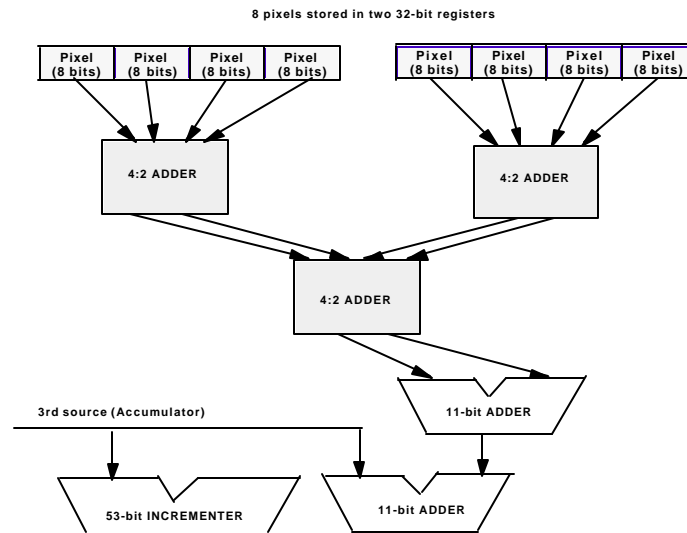 8 pixels stored in two 32-bit registers
Pixel Pixel Pixel Pixel Pixel Pixel Pixel Pixel
(8 bits) (8 bits) (8 bits) (8 bits) (8 bits) (8 bits) (8 bits) (8 bits)
4:2 ADDER
4:2 ADDER
4:2 ADDER
3rd source (Accumulator)
11-bit ADDER
53-bit INCREMENTER
11-bit ADDER